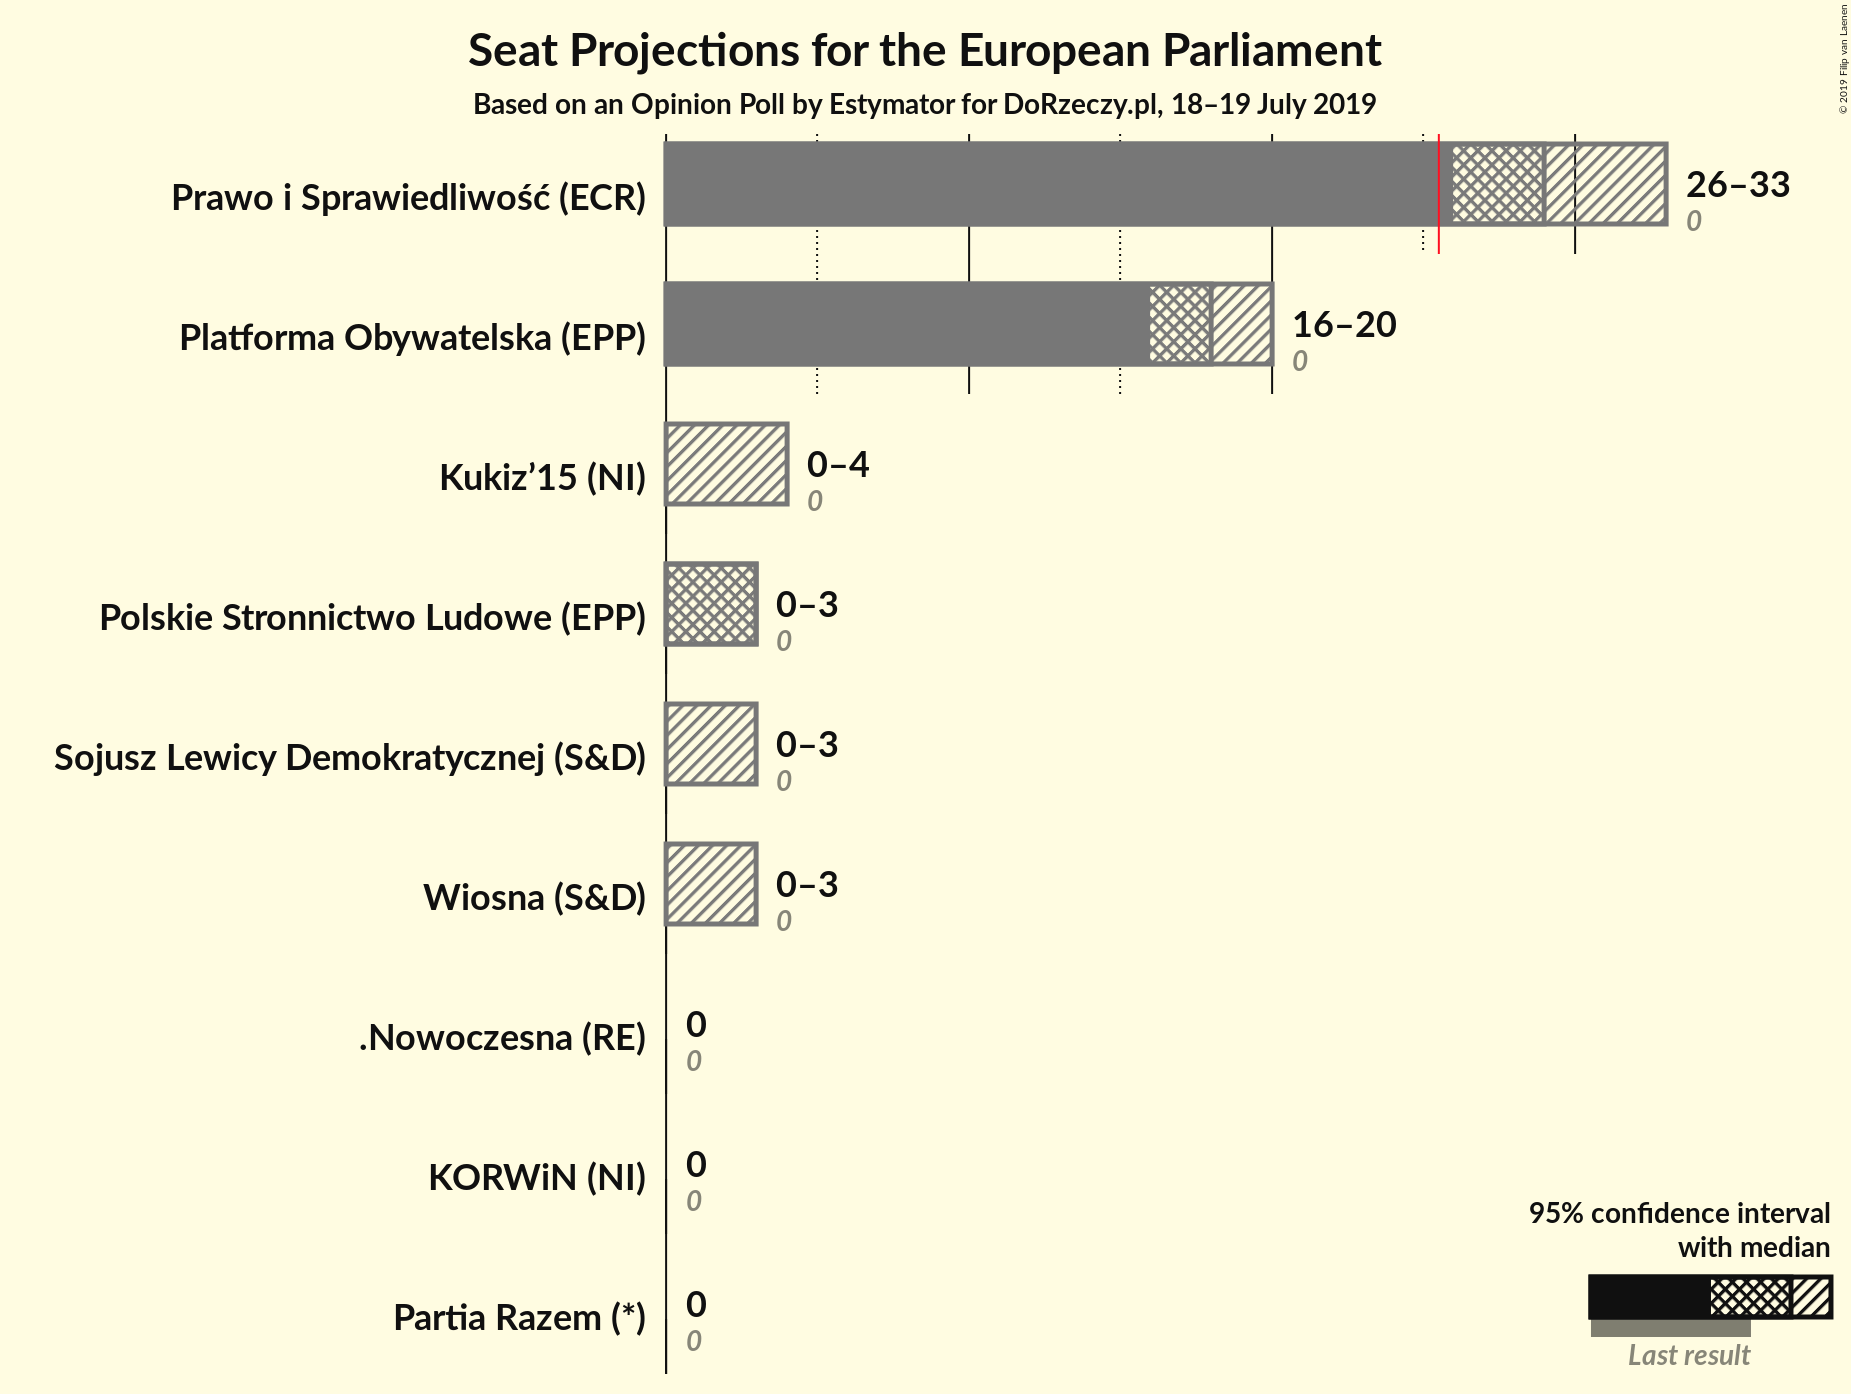 Seat Projections for the European Parliament
Based on an Opinion Poll by Estymator for DoRzeczy.pl, 18–19 July 2019
© 2019 Filip van Laenen
Prawo i Sprawiedliwość (ECR)
26–33
0
Platforma Obywatelska (EPP)
16–20
0
Kukiz’15 (NI)
0–4
0
Polskie Stronnictwo Ludowe (EPP)
0–3
0
Sojusz Lewicy Demokratycznej (S&D)
0–3
0
Wiosna (S&D)
0–3
0
.Nowoczesna (RE)
0
0
KORWiN (NI)
0
0
Partia Razem (*)
0
0
95% confidence interval
with median
Last result